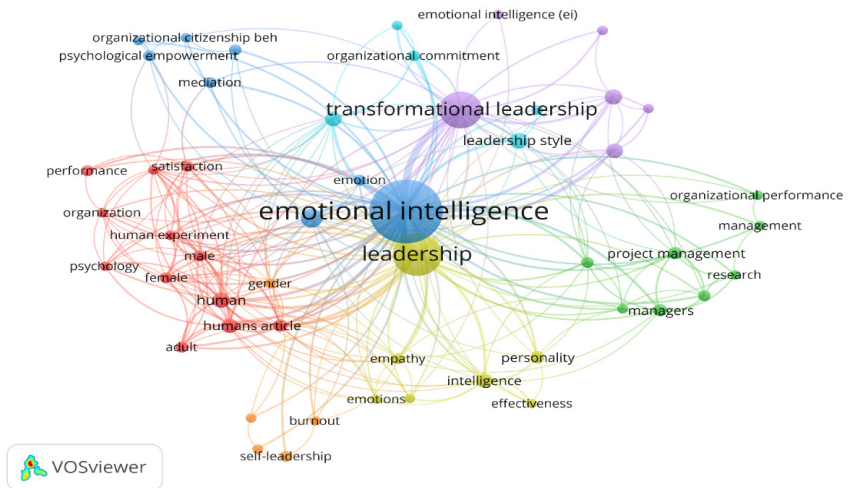 emotional intelligence (ei)
organizational citizenship beh
psychological empowerment
organizational commitment
mediation
transformational leadership
leadership style
performance
satisfaction
emotion
organizational performance
organization
emotional intelligence
management
human experiment
leadership
project management
male
psychology
female
gender
research
human
humans article
managers
adult
empathy
personality
intelligence
emotions
effectiveness
burnout
self-leadership
VOSviewer